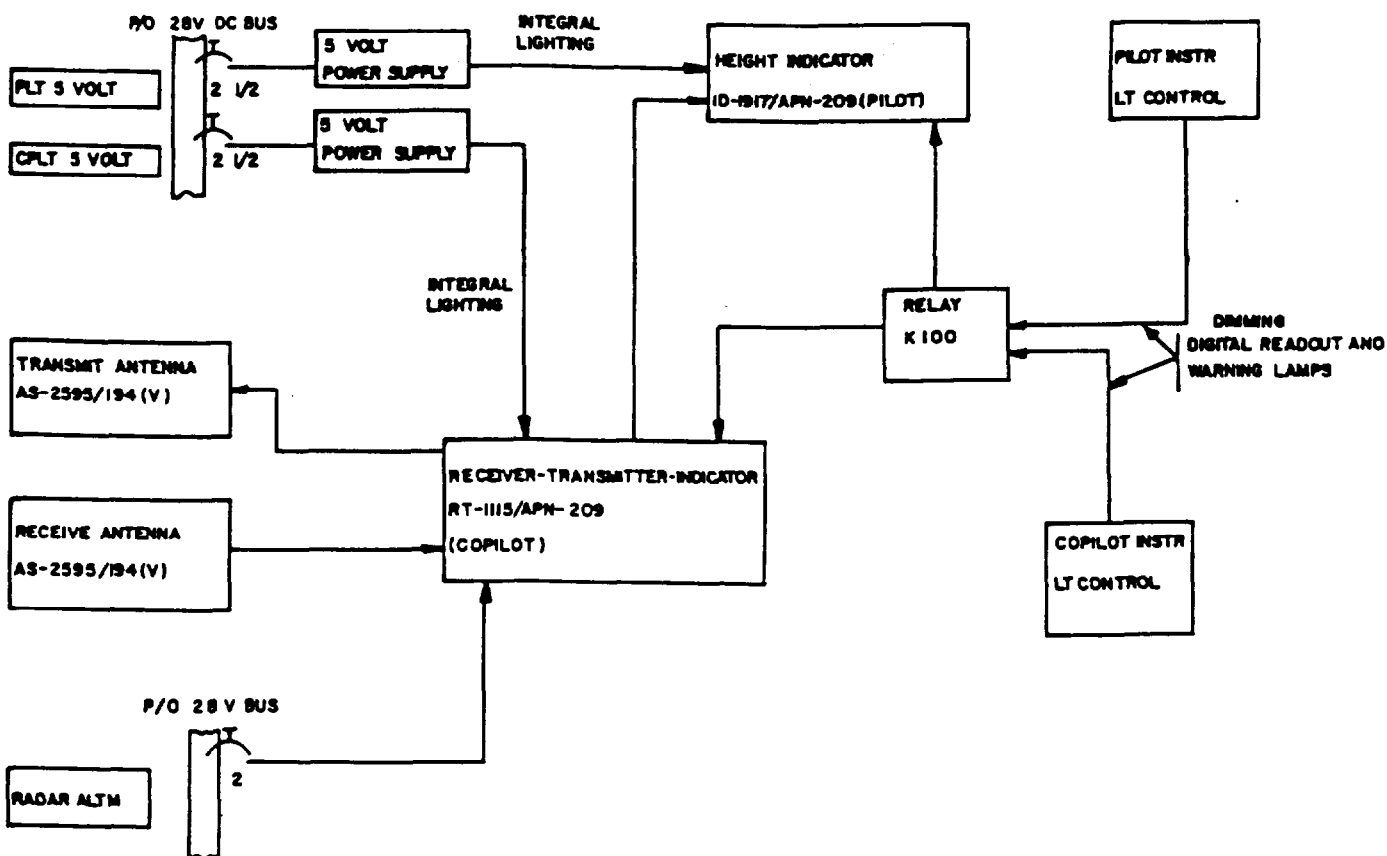 P/O 28V DC BUS
PLT 5 VOLT
2 1/2
CPLT 5 VOLT
2 1/2
5 VOLT
POWER SUPPLY
5 VOLT
POWER SUPPLY
INTEGRAL
LIGHTING
HEIGHT INDICATOR
ID-1917/APN-209(PILOT)
PILOT INSTR
LT CONTROL
INTEGRAL
LIGHTING
RELAY
K100
DIMMING
DIGITAL READOUT AND
WARNING LAMPS
TRANSMIT ANTENNA
AS-2595/194(V)
RECEIVE ANTENNA
AS-2595/194(V)
RECEIVER-TRANSMITTER-INDICATOR
RT-1115/APN-209
(COPILOT)
COPILOT INSTR
LT CONTROL
P/O 28 V BUS
2
RADAR ALTM